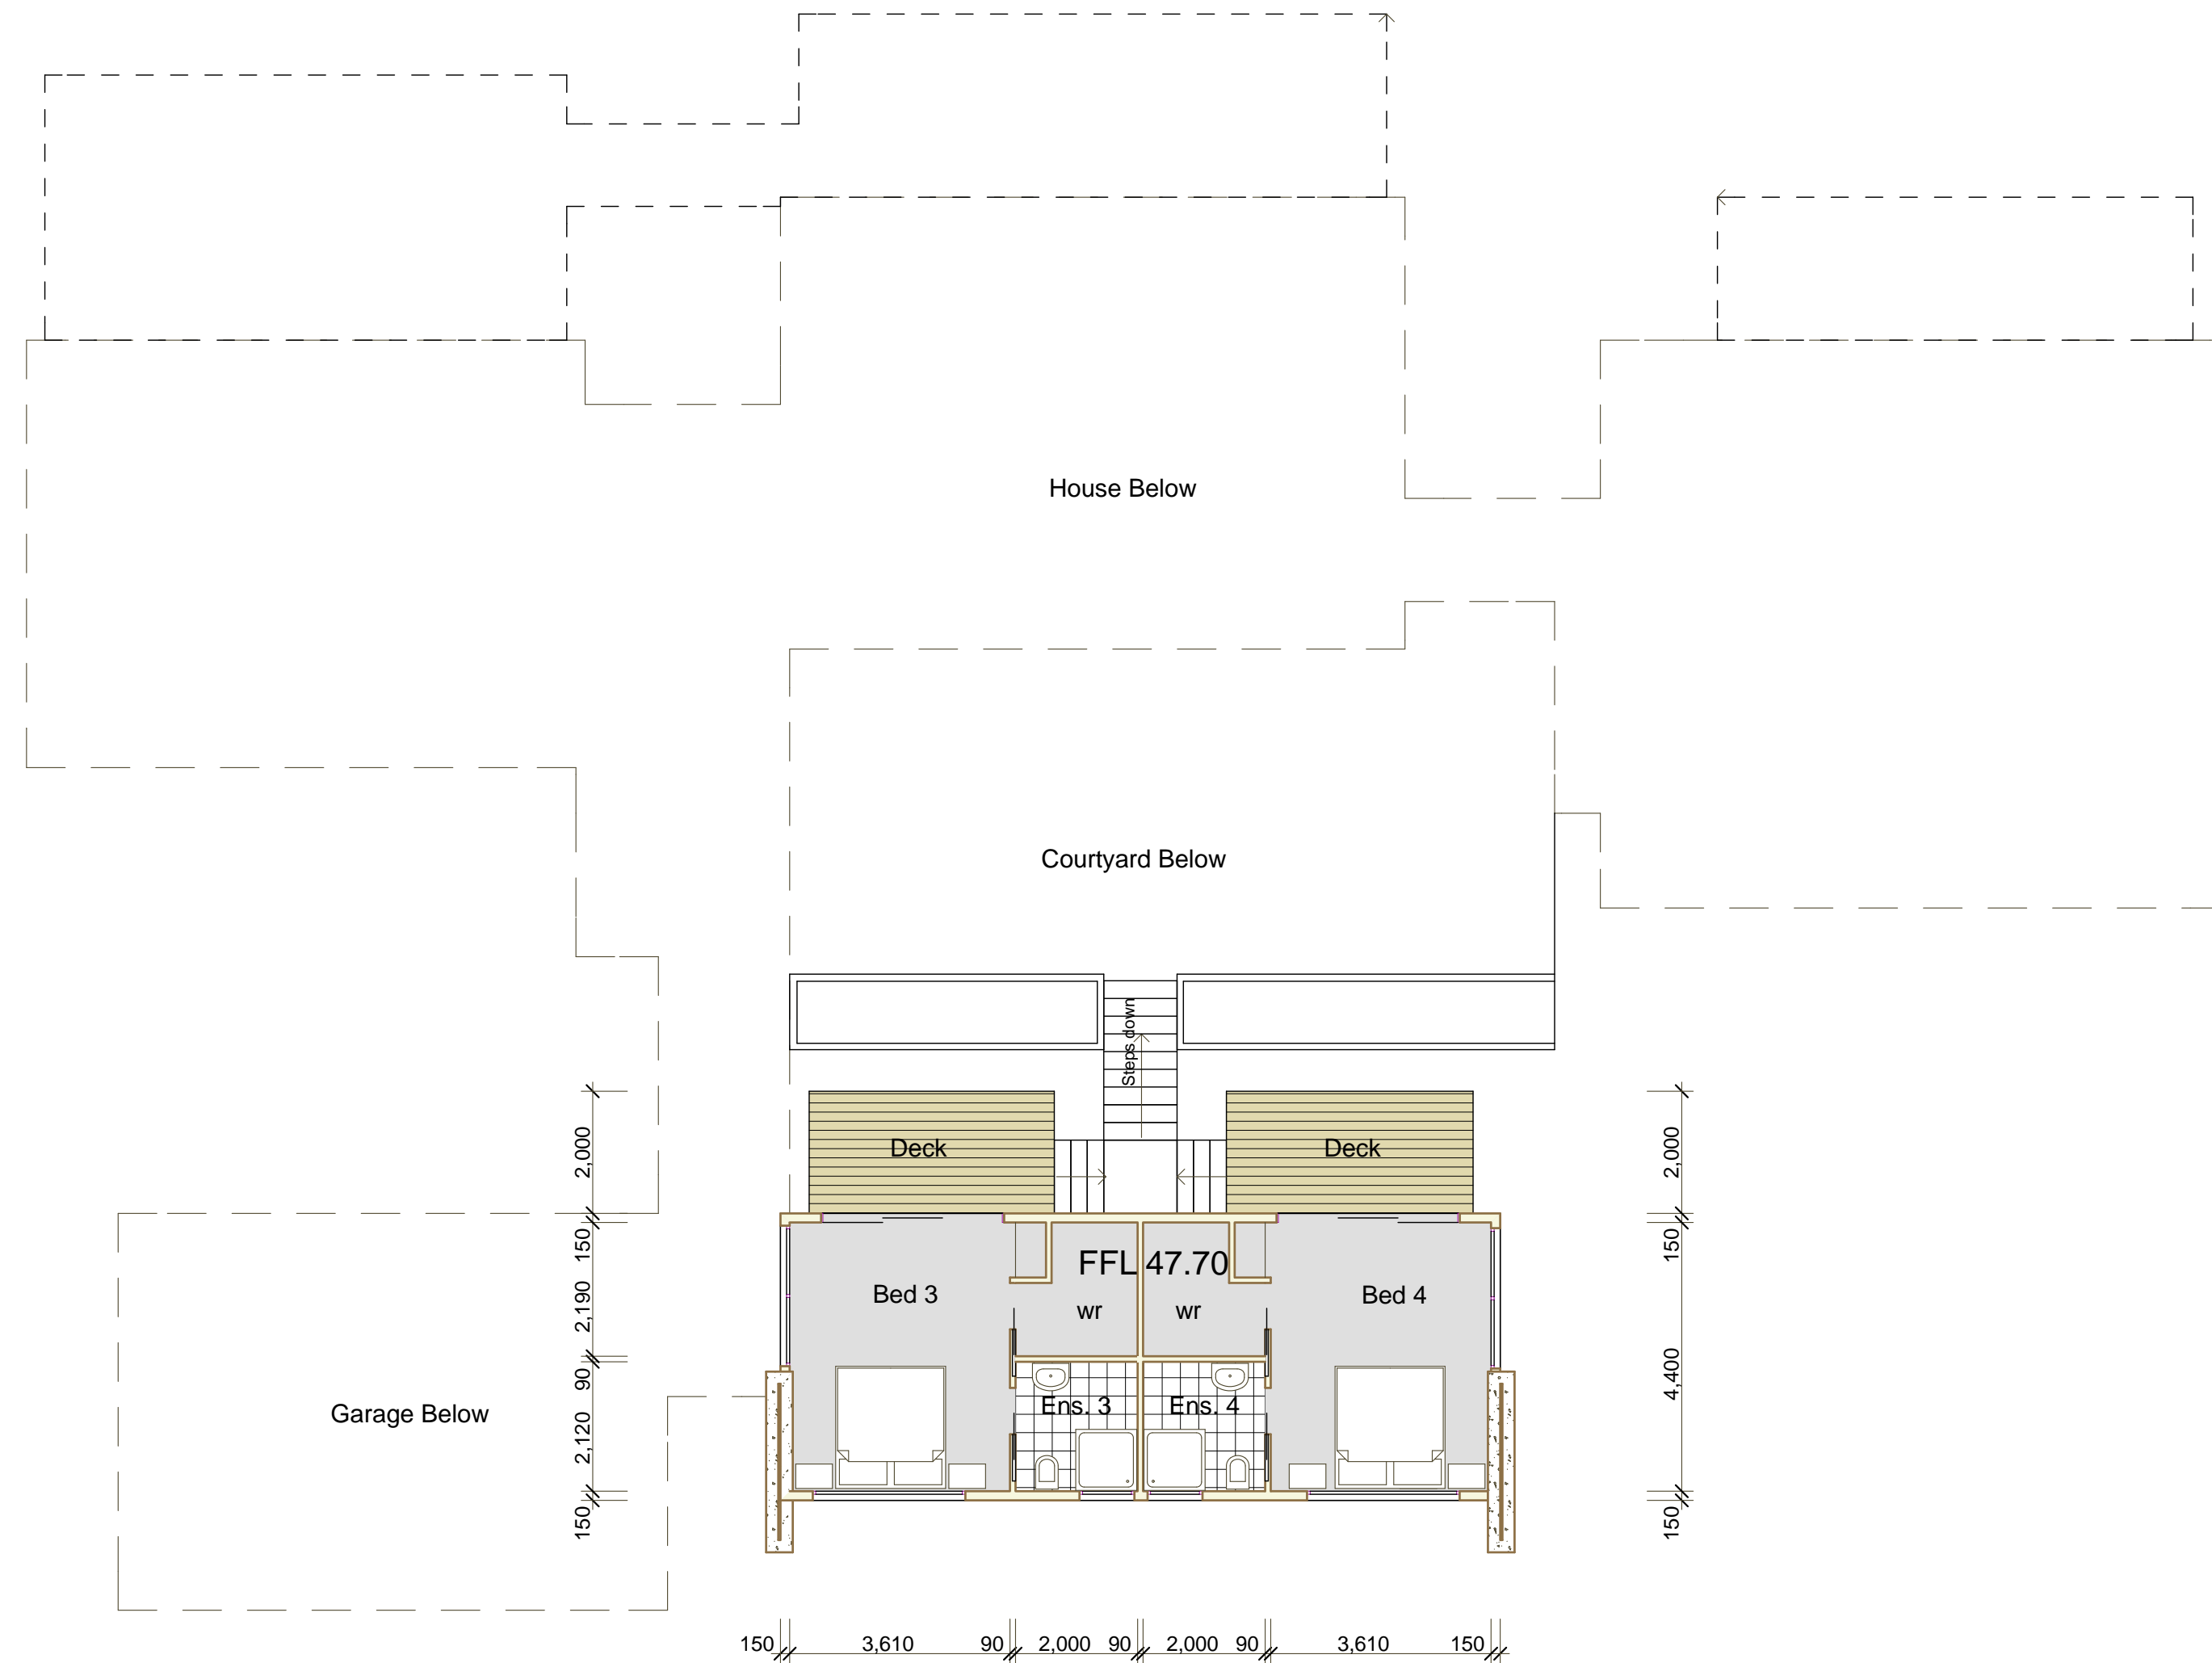 House Below
Courtyard Below
Steps down
Deck
Deck
FFL 47.70
Bed 3
wr
wr
Bed 4
Ens. 3
Ens. 4
Garage Below
2,000
150
2,190
90
2,120
150
2,000
150
4,400
150
150
3,610
90
2,000
90
2,000
90
3,610
150